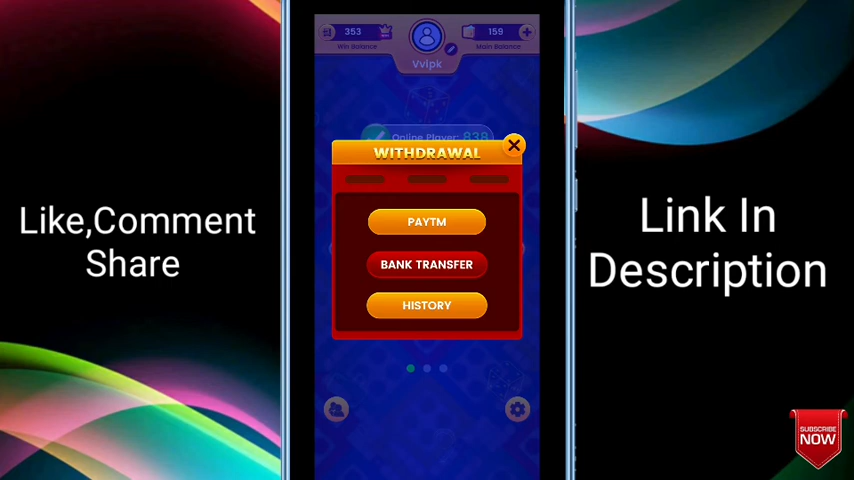 353
159
Win Balance
Main Balance
Vvipk
Online Player: 838
WITHDRAWAL
PAYTM
BANK TRANSFER
HISTORY
Like,Comment
Share
Link In
Description
SUBSCRIBE
NOW